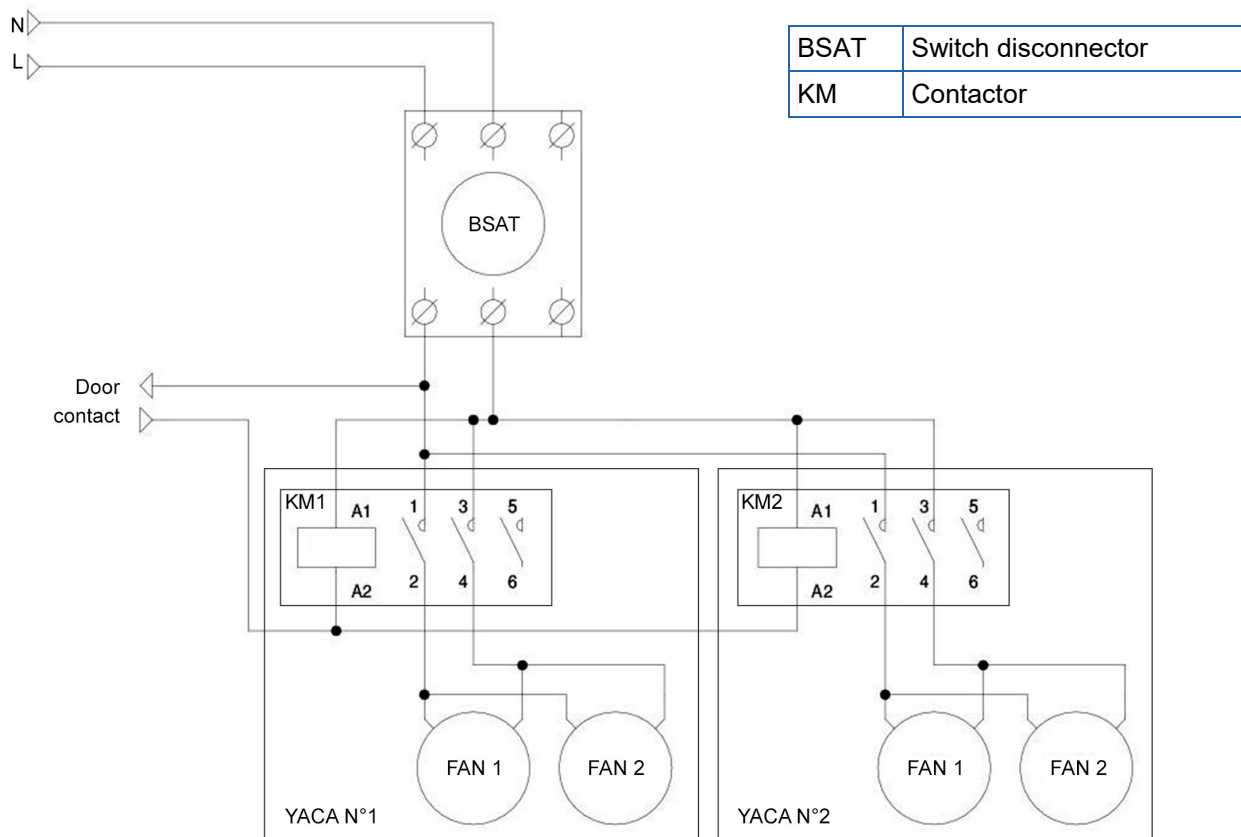 N
L
BSAT Switch disconnector
KM Contactor
BSAT
Door
contact
KM1 A1 1 3 5
A2 2 4 6
KM2 A1 1 3 5
A2 2 4 6
FAN 1 FAN 2
YACA N°1
FAN 1 FAN 2
YACA N°2